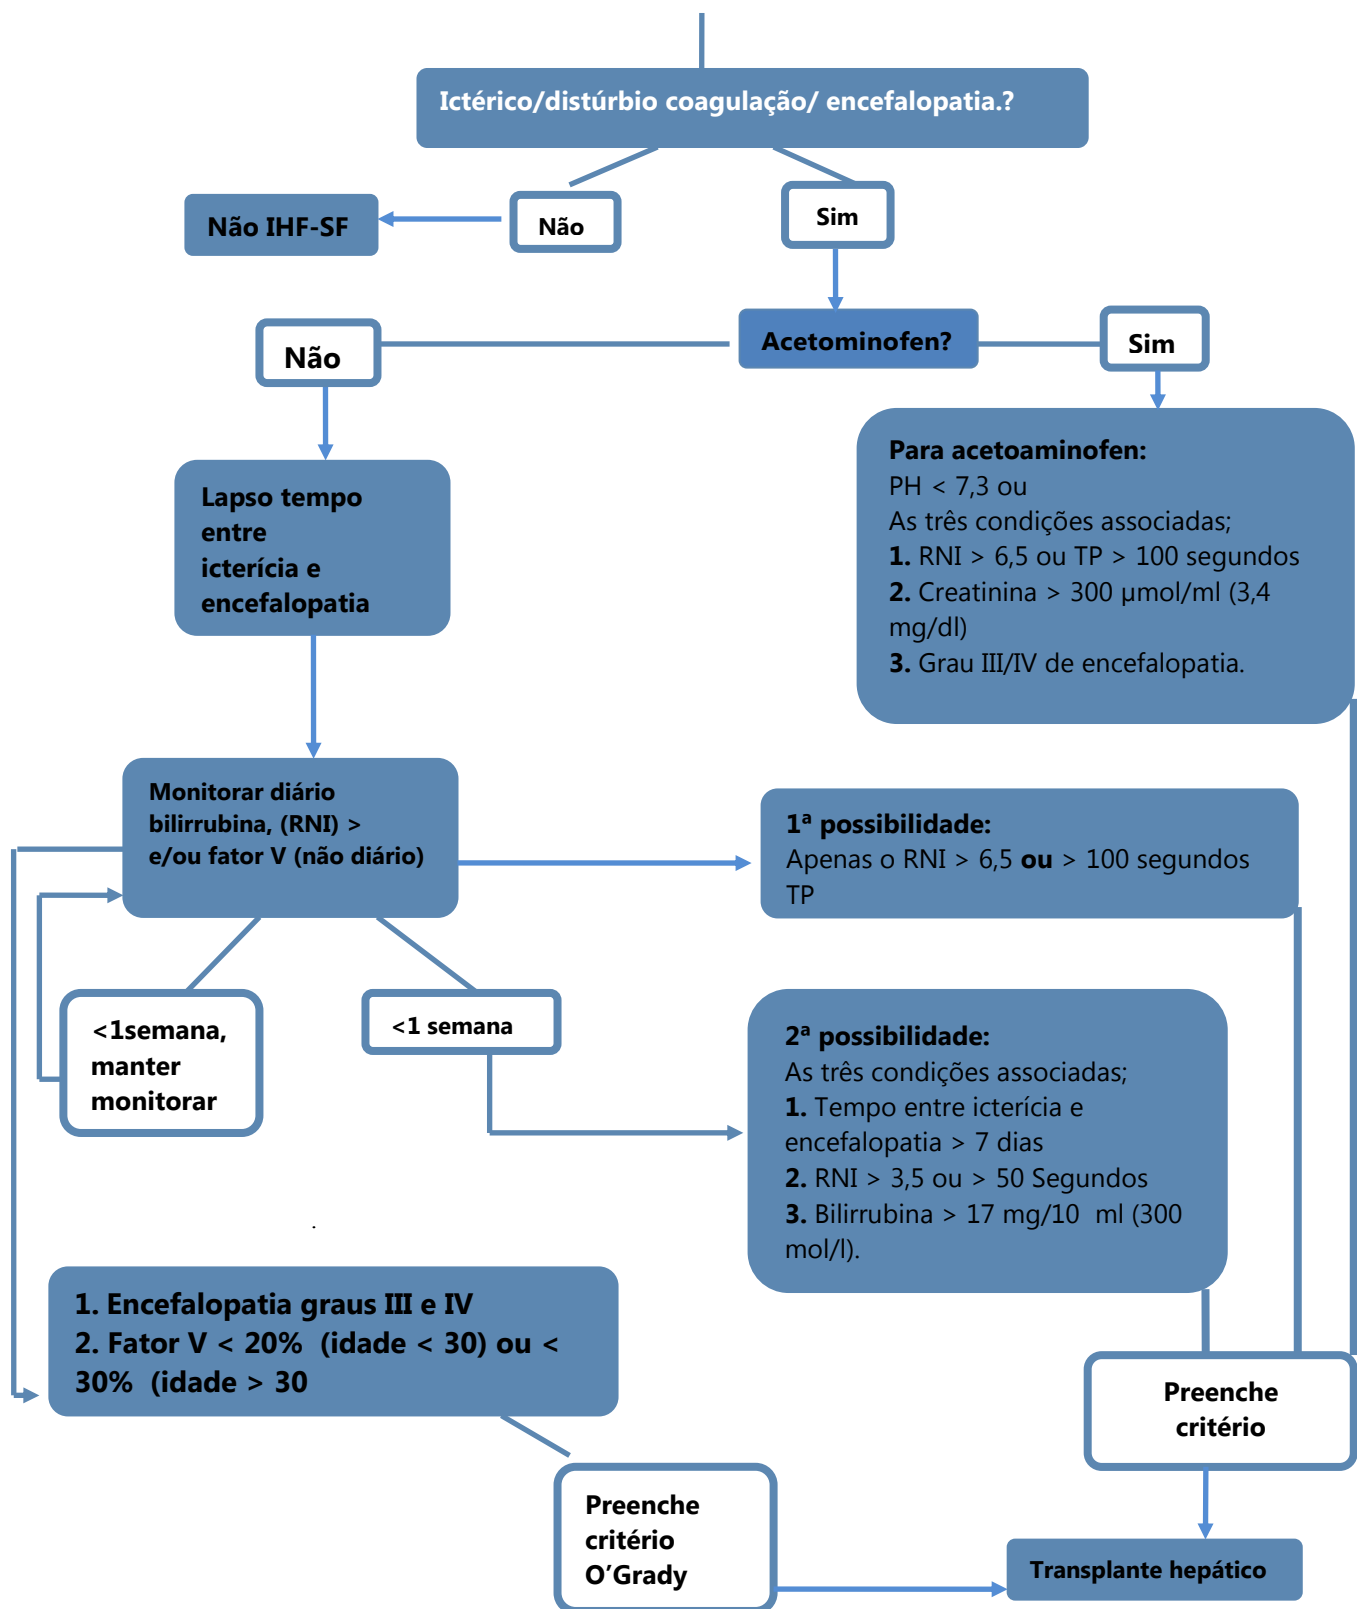 Ictérico/distúrbio coagulação/ encefalopatia.?
Não IHF-SF
Não
Sim
Não
Acetominofen?
Sim
Para acetoaminofen:
PH < 7,3 ou
As três condições associadas;
1. RNI > 6,5 ou TP > 100 segundos
2. Creatinina > 300 µmol/ml (3,4
mg/dl)
3. Grau III/IV de encefalopatia.
Lapso tempo
entre
icterícia e
encefalopatia
Monitorar diário
bilirrubina, (RNI) >
e/ou fator V (não diário)
1ª possibilidade:
Apenas o RNI > 6,5 ou > 100 segundos
TP
<1semana,
manter
monitorar
<1 semana
2ª possibilidade:
As três condições associadas;
1. Tempo entre icterícia e
encefalopatia > 7 dias
2. RNI > 3,5 ou > 50 Segundos
3. Bilirrubina > 17 mg/10 ml (300
mol/l).
.
1. Encefalopatia graus III e IV
2. Fator V < 20% (idade < 30) ou <
30% (idade > 30
Preenche
critério
Preenche
critério
O’Grady
Transplante hepático